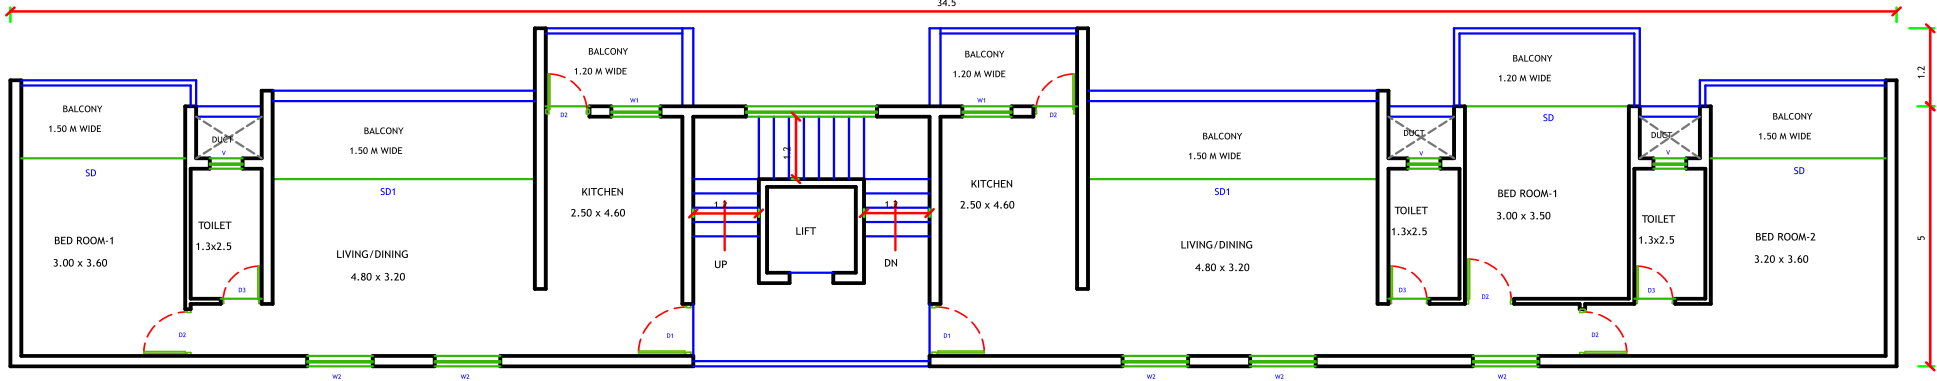 34.5
BALCONY
1.20 M WIDE
BALCONY
1.20 M WIDE
BALCONY
1.20 M WIDE
1.2
BALCONY
1.50 M WIDE
DUCT
BALCONY
1.50 M WIDE
W1
D2
1.2
W1
D2
BALCONY
1.50 M WIDE
DUCT
V
SD
DUCT
V
BALCONY
1.50 M WIDE
V
SD
SD1
KITCHEN
2.50 x 4.60
1.2
1.2
KITCHEN
2.50 x 4.60
SD1
SD
TOILET
1.3x2.5
LIFT
TOILET
1.3x2.5
BED ROOM-1
3.00 x 3.50
TOILET
1.3x2.5
BED ROOM-1
3.00 x 3.60
LIVING/DINING
4.80 x 3.20
UP
DN
LIVING/DINING
4.80 x 3.20
BED ROOM-2
3.20 x 3.60
5
D3
D3
D2
D3
D2
D1
D1
D2
W2
W2
W2
W2
W2